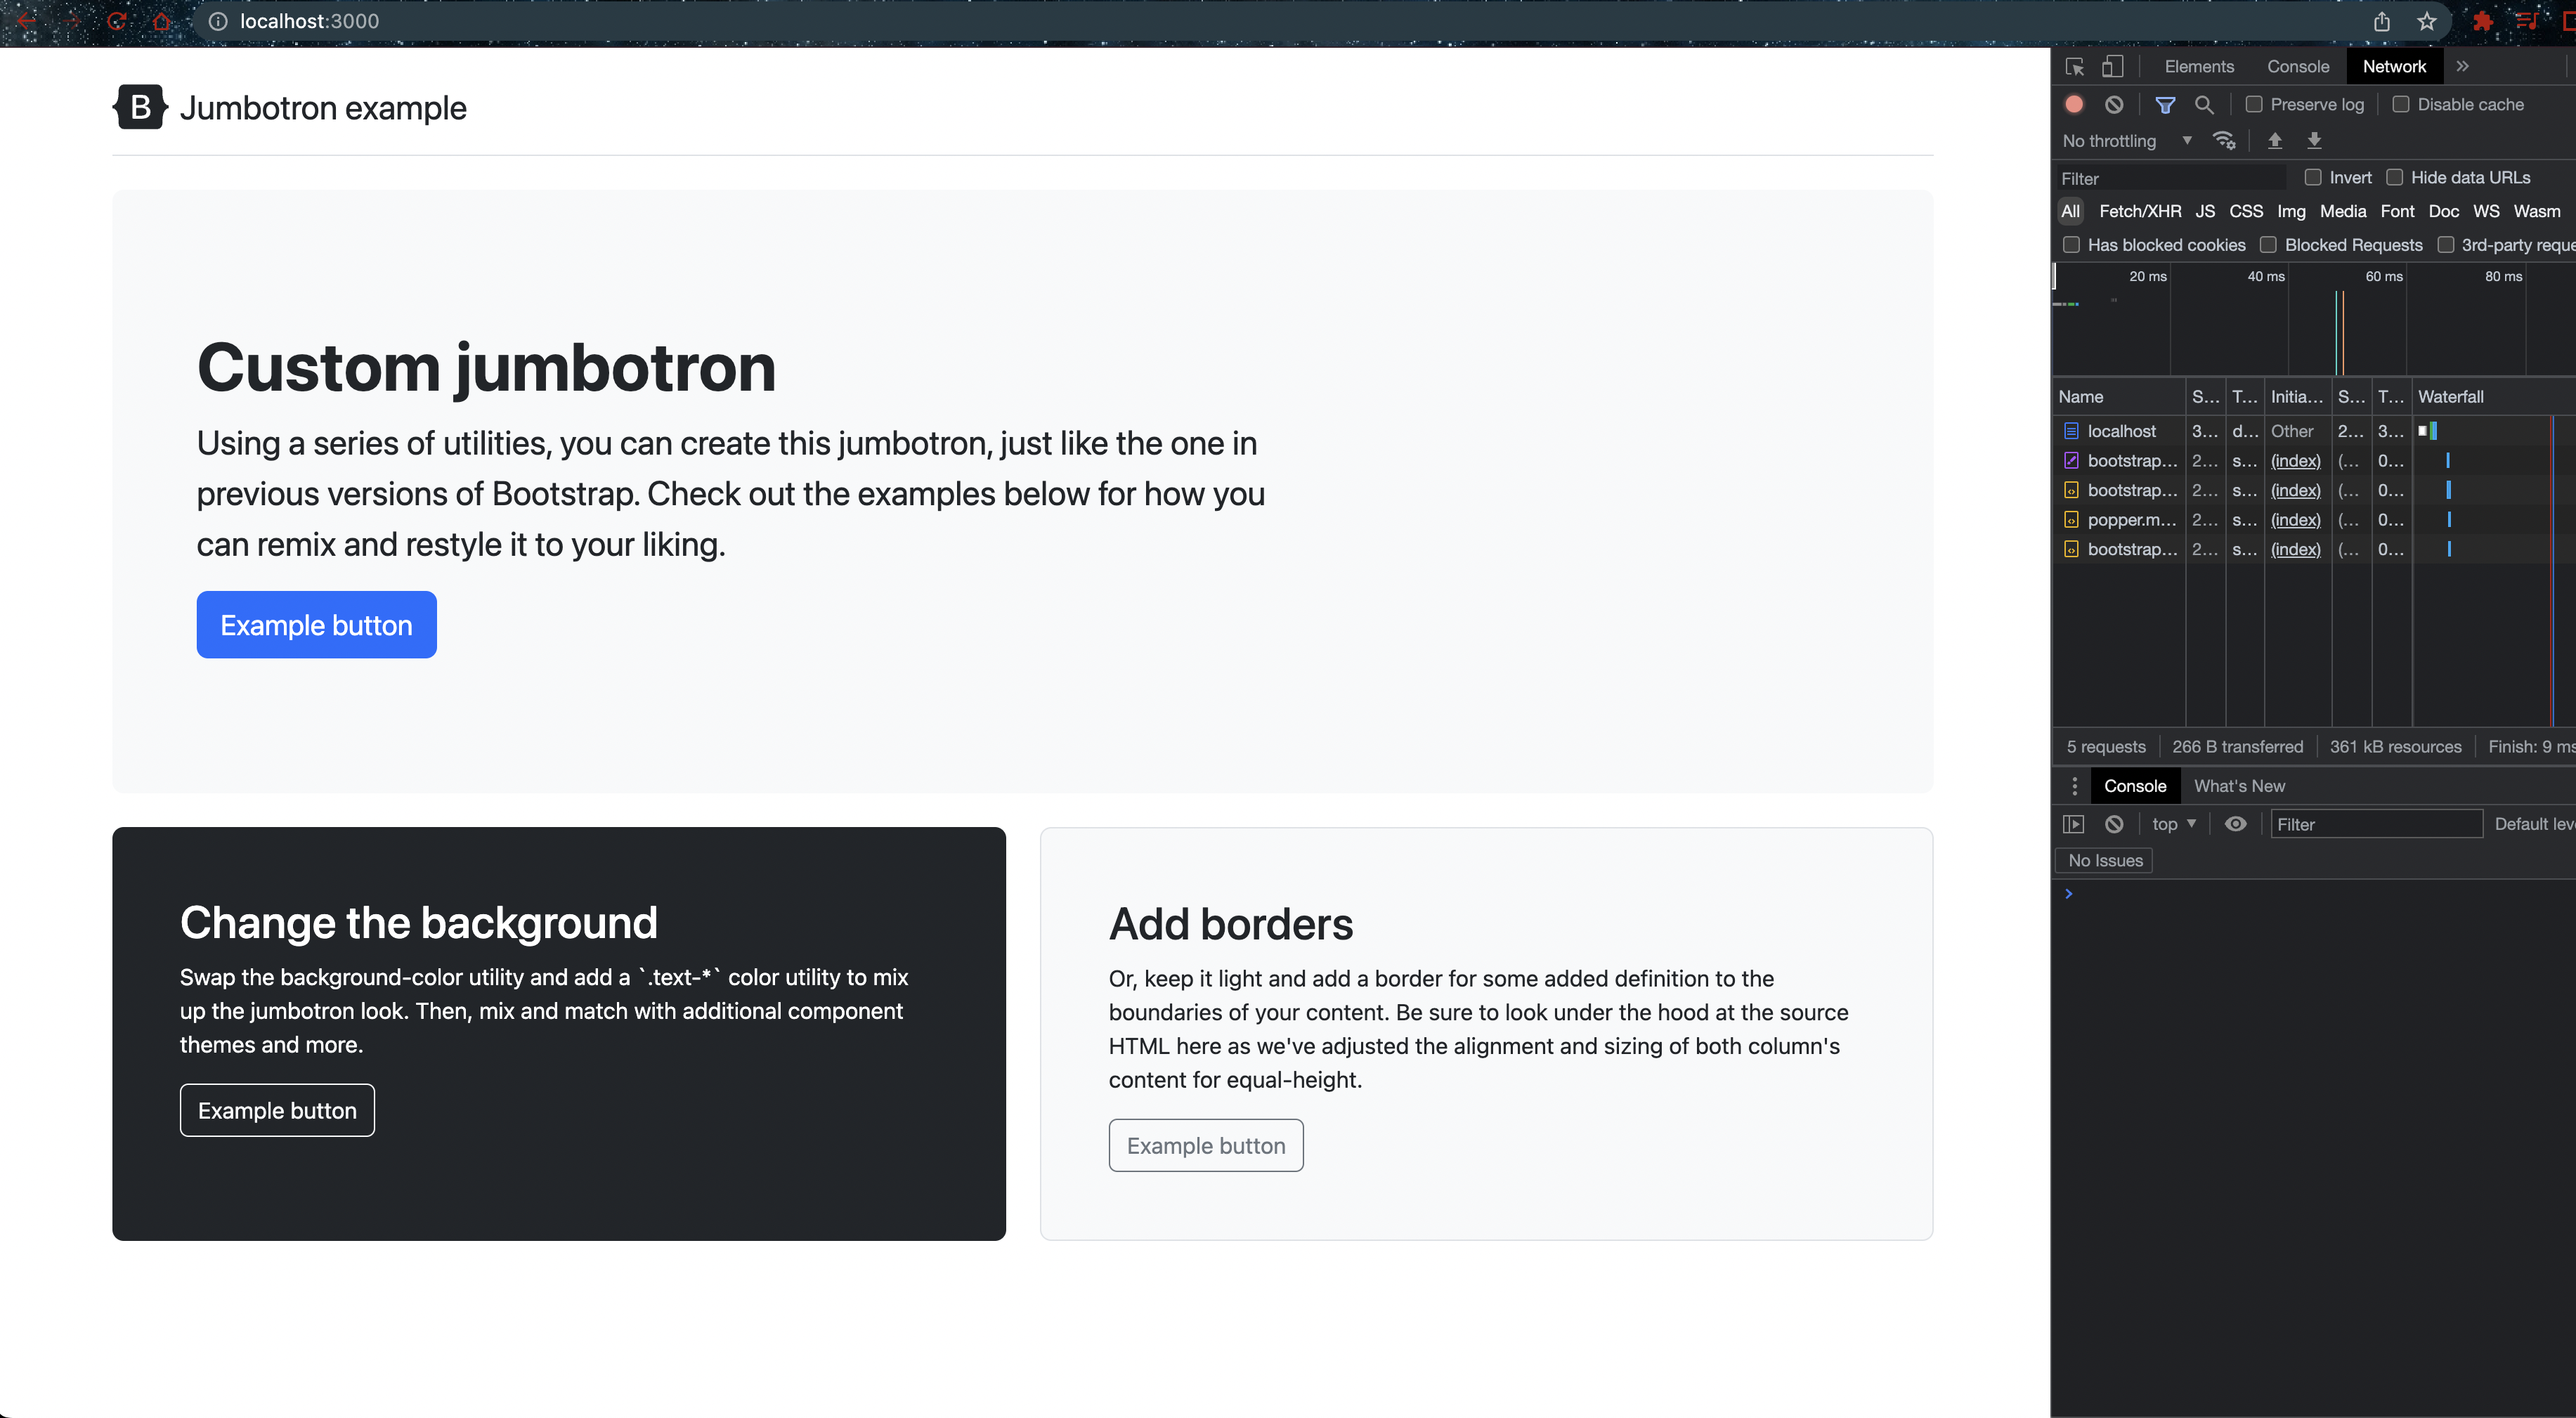 localhost:3000
B Jumbotron example
Custom jumbotron
Using a series of utilities, you can create this jumbotron, just like the one in
previous versions of Bootstrap. Check out the examples below for how you
can remix and restyle it to your liking.
Example button
Change the background
Swap the background-color utility and add a `.text-*` color utility to mix
up the jumbotron look. Then, mix and match with additional component
themes and more.
Example button
Add borders
Or, keep it light and add a border for some added definition to the
boundaries of your content. Be sure to look under the hood at the source
HTML here as we've adjusted the alignment and sizing of both column's
content for equal-height.
Example button
Elements Console Network
Preserve log Disable cache
No throttling
Filter Invert Hide data URLs
All Fetch/XHR JS CSS Img Media Font Doc WS Wasm
Has blocked cookies Blocked Requests 3rd-party reque
20 ms 40 ms 60 ms 80 ms
Name S... T... Initia... S... T... Waterfall
localhost 3... d... Other 2... 3...
bootstrap... 2... s... (index) (... 0...
bootstrap... 2... s... (index) (... 0...
popper.m... 2... s... (index) (... 0...
bootstrap... 2... s... (index) (... 0...
5 requests 266 B transferred 361 kB resources Finish: 9 ms
Console What's New
top Filter Default lev
No Issues